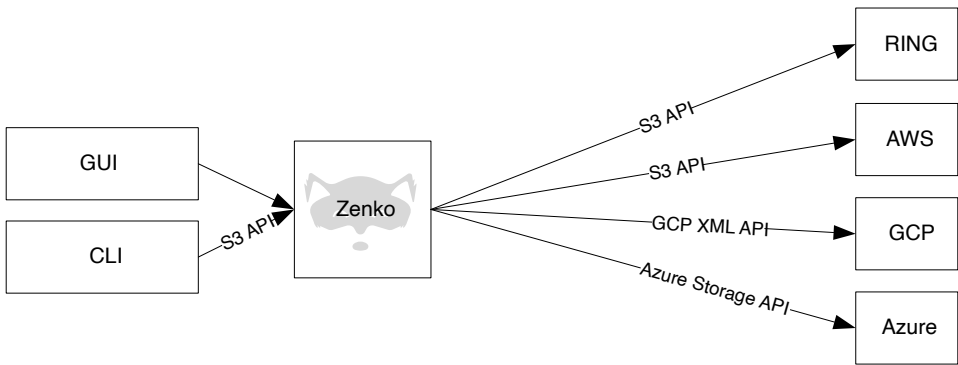 GUI
CLI
S3 API
Zenko
S3 API
S3 API
GCP XML API
Azure Storage API
RING
AWS
GCP
Azure